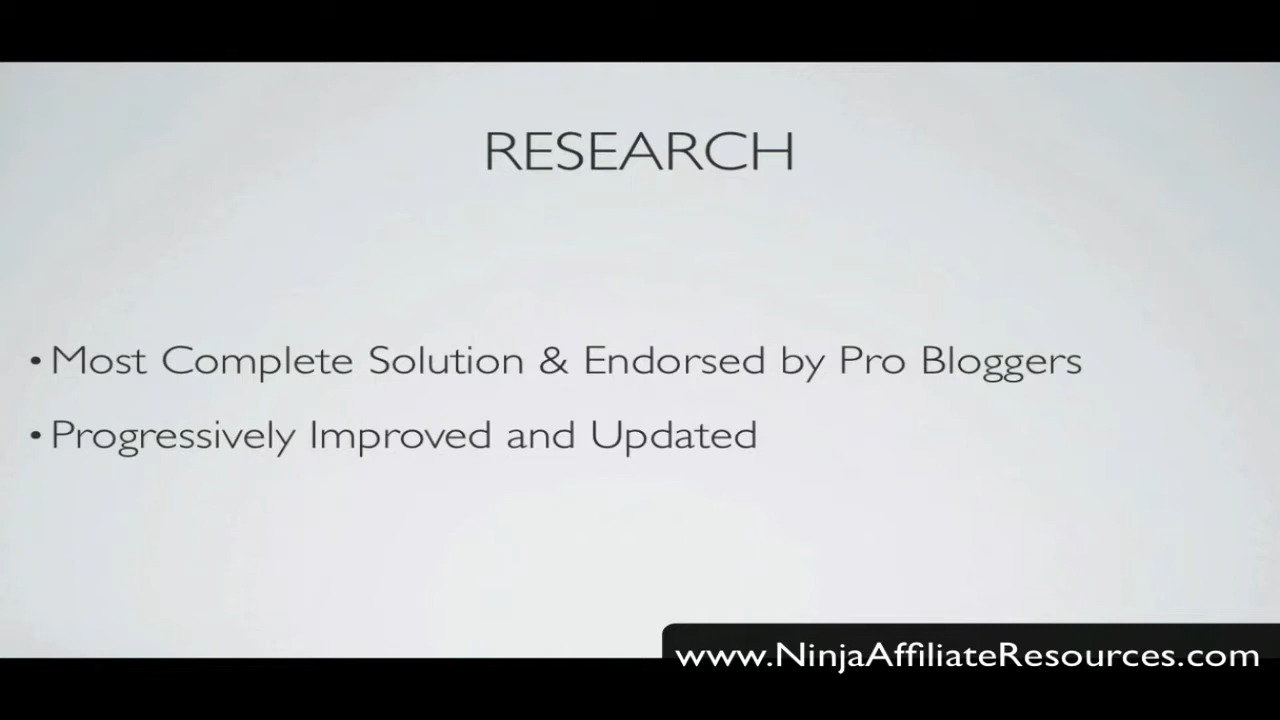 RESEARCH
• Most Complete Solution & Endorsed by Pro Bloggers
• Progressively Improved and Updated
www.NinjaAffiliateResources.com